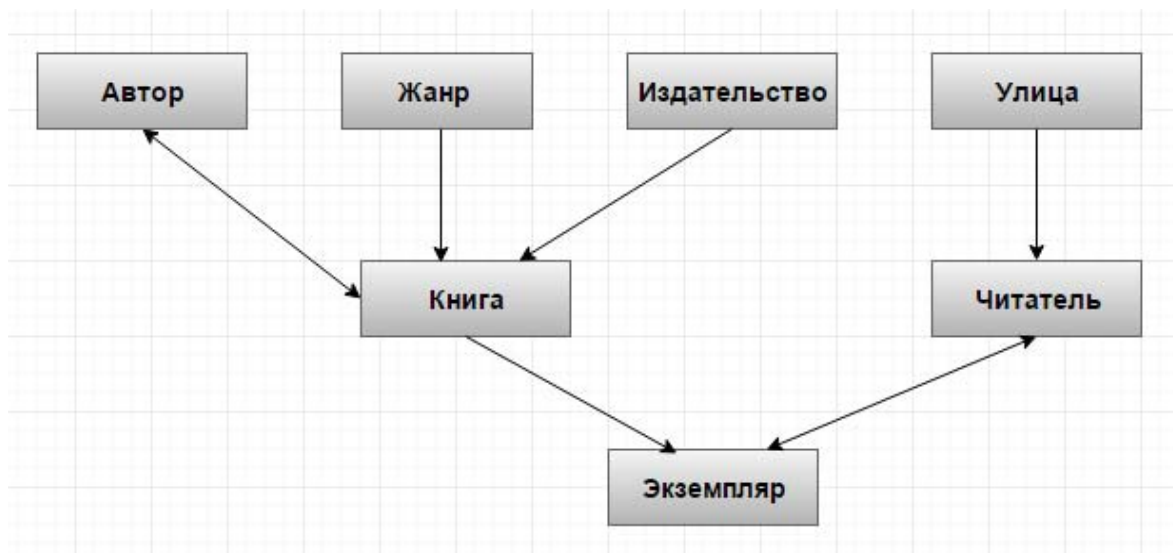 Автор
Жанр
Издательство
Улица
Книга
Читатель
Экземпляр